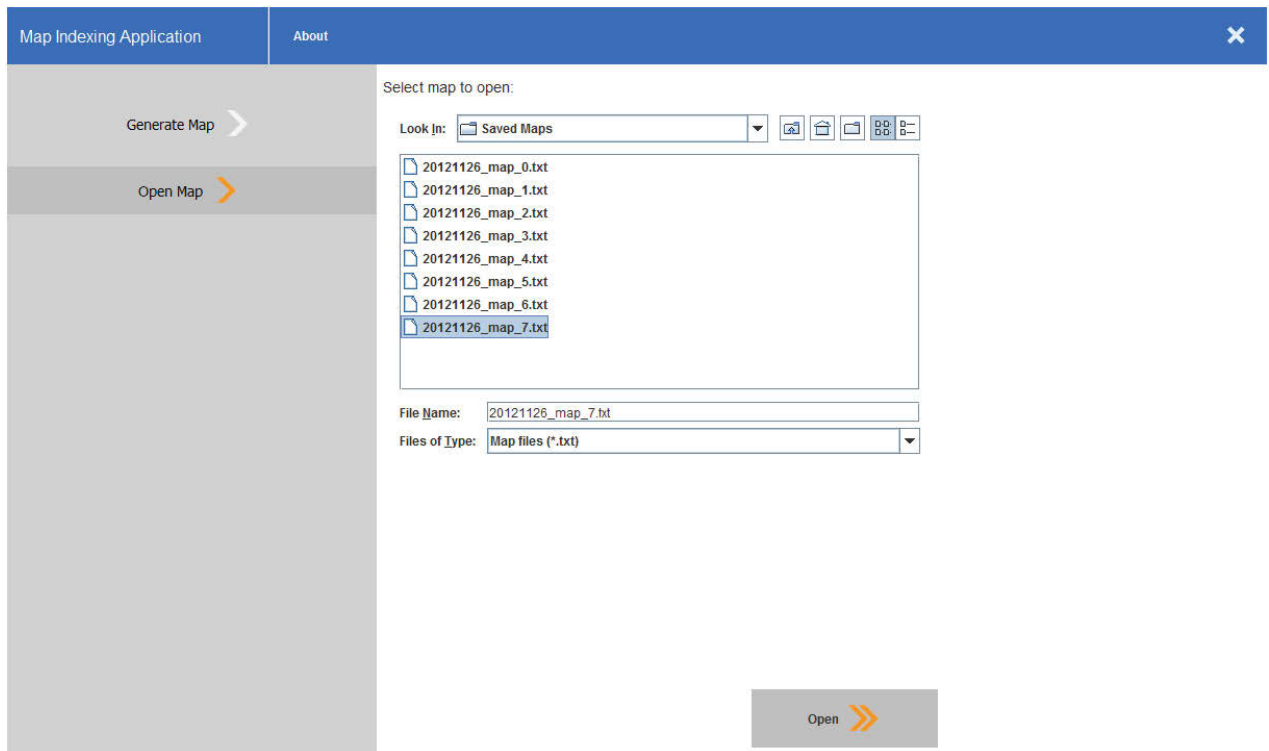 Map Indexing Application
About
Generate Map
Open Map
Select map to open:
Look In: Saved Maps
20121126_map_0.txt
20121126_map_1.txt
20121126_map_2.txt
20121126_map_3.txt
20121126_map_4.txt
20121126_map_5.txt
20121126_map_6.txt
20121126_map_7.txt
File Name: 20121126_map_7.txt
Files of Type: Map files (*.txt)
Open